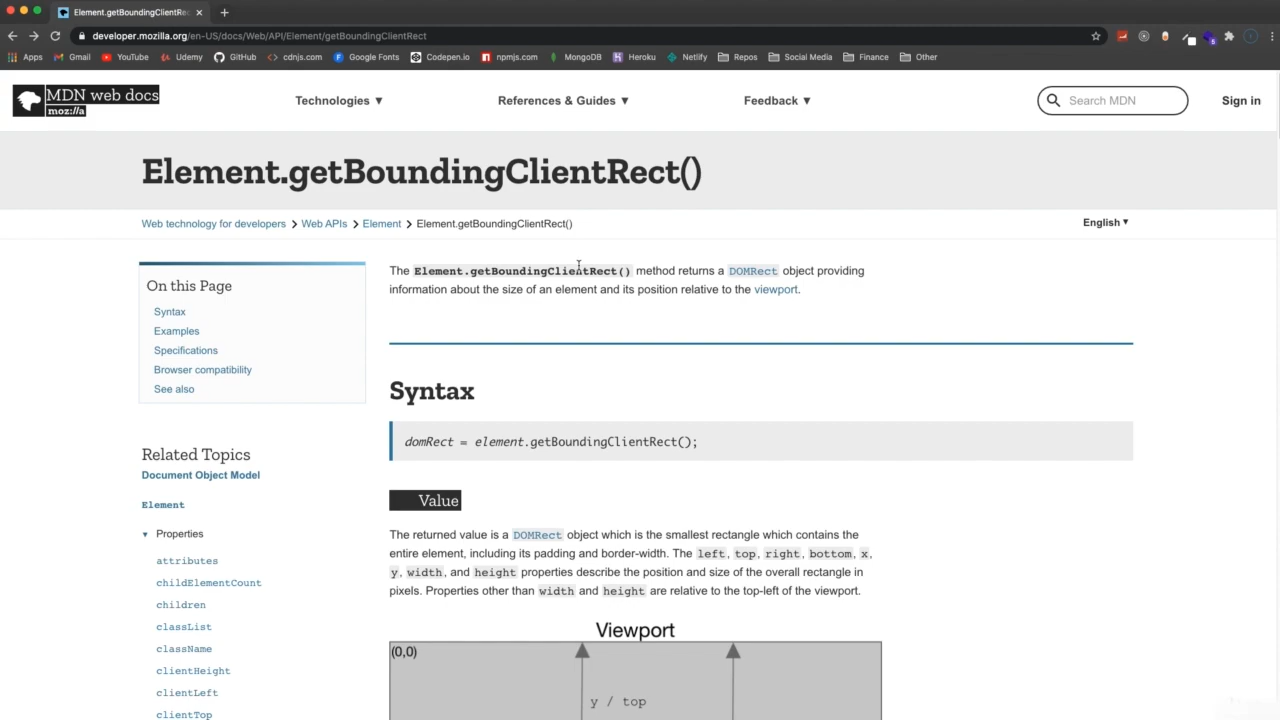 Element.getBoundingClientRec
developer.mozilla.org/en-US/docs/Web/API/Element/getBoundingClientRect
Apps Gmail YouTube Udemy GitHub cdnjs.com Google Fonts Codepen.io npmjs.com MongoDB Heroku Netlify Repos Social Media Finance Other
MDN web docs
moz://a
Technologies ▼ References & Guides ▼ Feedback ▼ Search MDN Sign in
Element.getBoundingClientRect()
Web technology for developers > Web APIs > Element > Element.getBoundingClientRect() English ▼
On this Page
Syntax
Examples
Specifications
Browser compatibility
See also
Related Topics
Document Object Model
Element
▼ Properties
attributes
childElementCount
children
classList
className
clientHeight
clientLeft
clientTop
The Element.getBoundingClientRect() method returns a DOMRect object providing
information about the size of an element and its position relative to the viewport.
Syntax
domRect = element.getBoundingClientRect();
Value
The returned value is a DOMRect object which is the smallest rectangle which contains the
entire element, including its padding and border-width. The left, top, right, bottom, x,
y, width, and height properties describe the position and size of the overall rectangle in
pixels. Properties other than width and height are relative to the top-left of the viewport.
Viewport
(0,0)
y / top